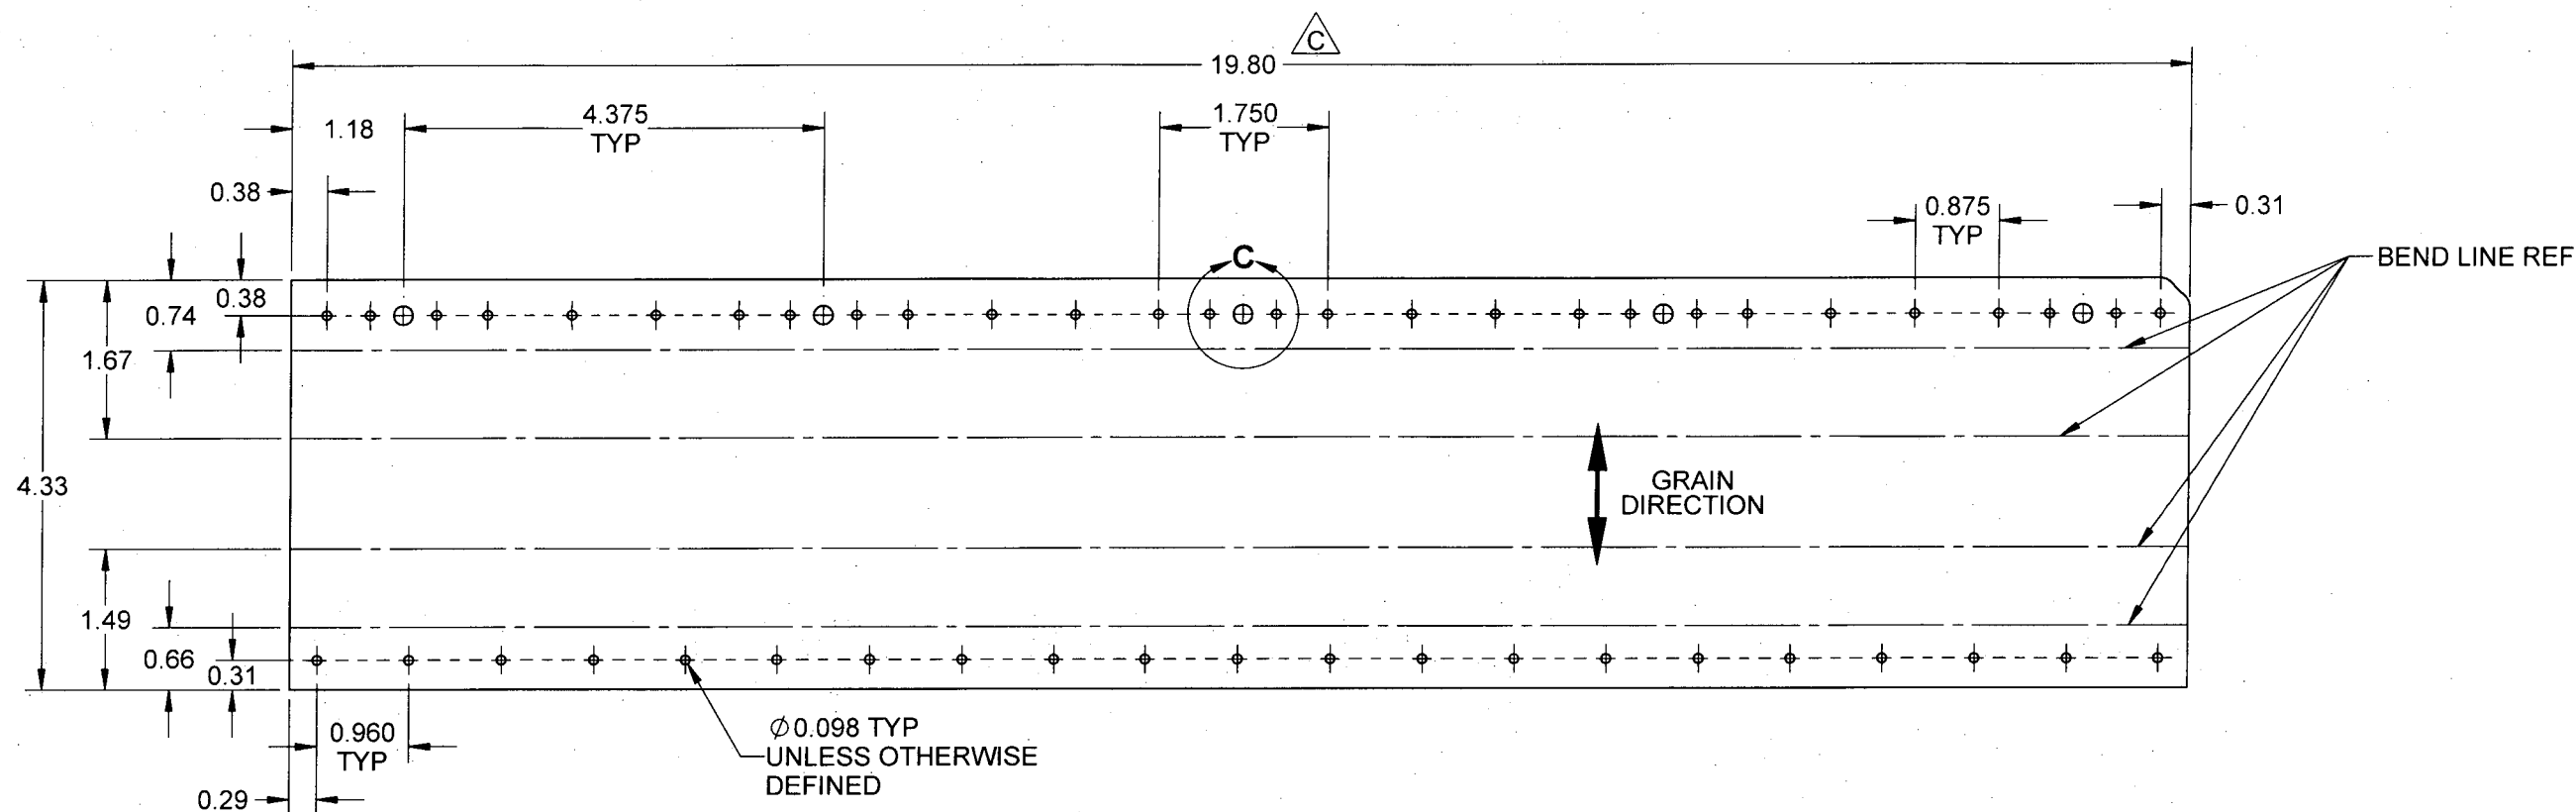 C
19.80
1.18
4.375
TYP
1.750
TYP
0.38
0.875
TYP
0.31
C
BEND LINE REF
0.38
0.74
1.67
4.33
GRAIN
DIRECTION
1.49
0.66
0.31
0.960
TYP
Ø0.098 TYP
UNLESS OTHERWISE
DEFINED
0.29